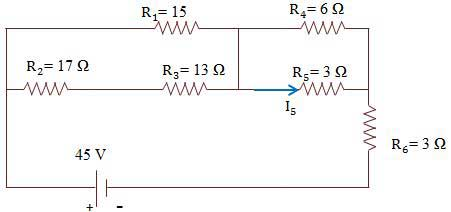 R₁= 15
R₄= 6 Ω
R₂= 17 Ω
R₃= 13 Ω
R₅= 3 Ω
I₅
R₆= 3 Ω
45 V
+ -